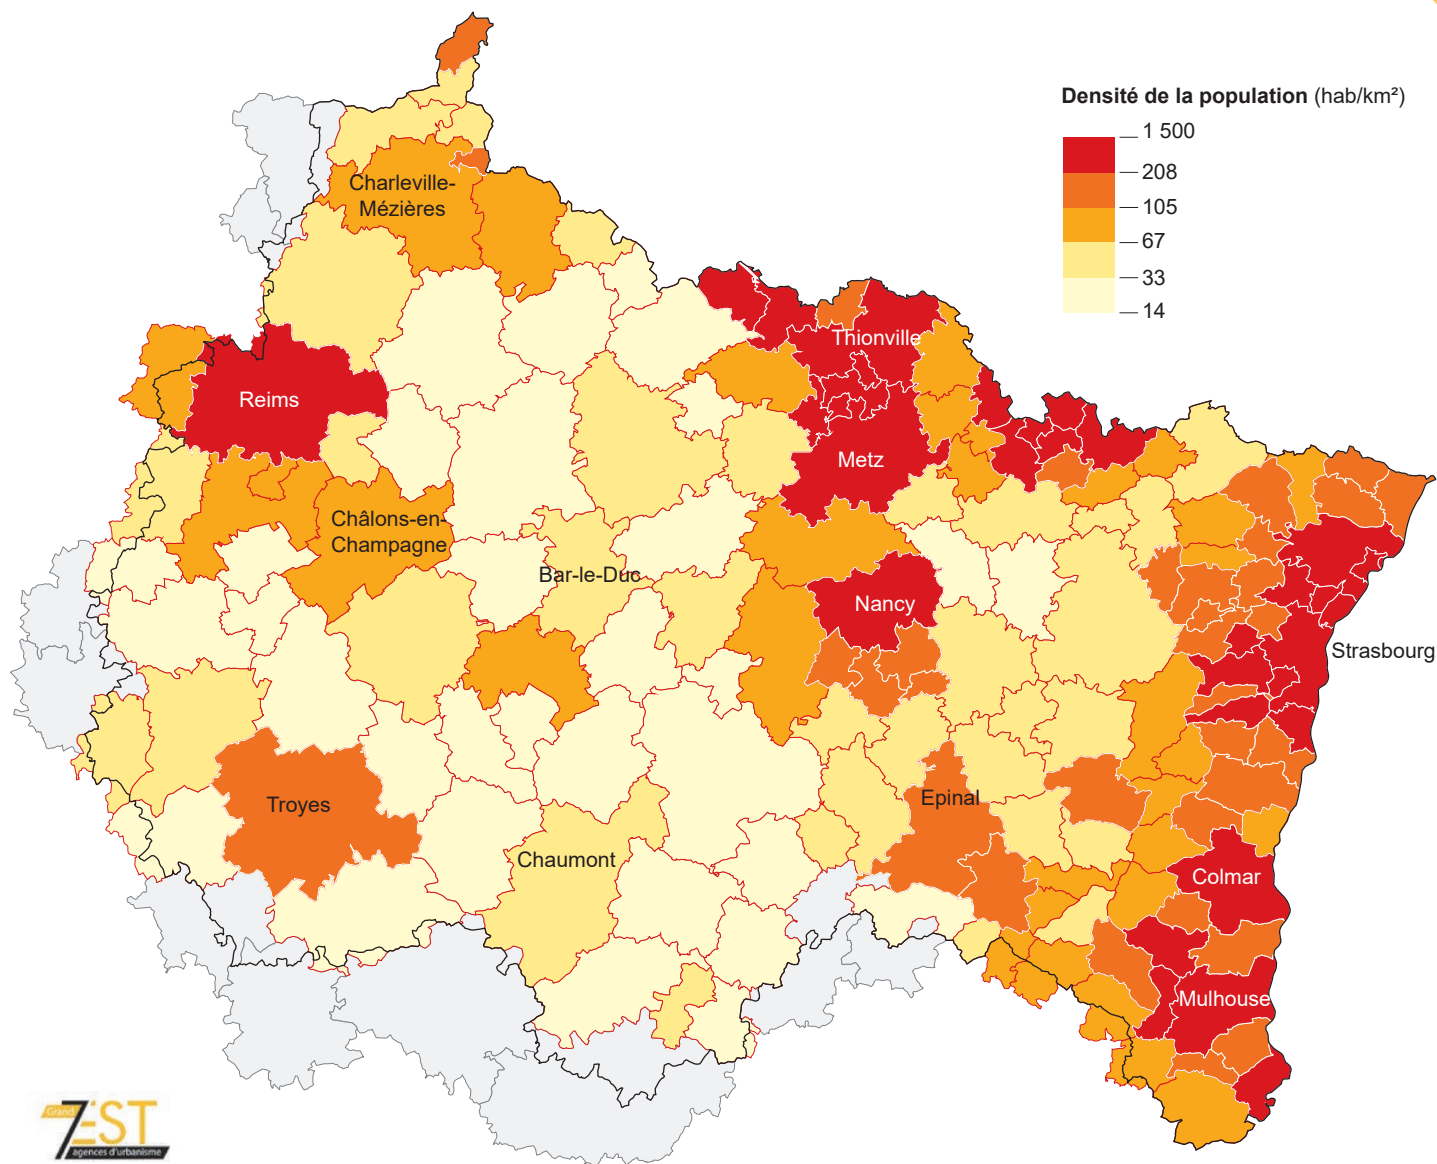 Densité de la population (hab/km²)
1 500
208
105
67
33
14
Charleville-
Mézières
Thionville
Reims
Metz
Châlons-en-
Champagne
Bar-le-Duc
Nancy
Strasbourg
Troyes
Epinal
Chaumont
Colmar
Mulhouse
Grand
7EST
agences d'urbanisme